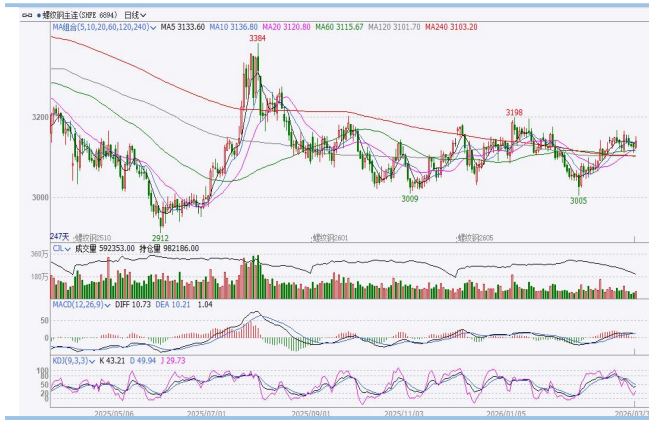 螺纹钢主连(SHFE 6894) 日线
MA组合(5,10,20,60,120,240) MA5 3133.60 MA10 3136.80 MA20 3120.80 MA60 3115.67 MA120 3101.70 MA240 3103.20
3384
3200
3198
3000
3009
3005
2912
247天 螺纹钢2510 螺纹钢2601 螺纹钢2605
CJL 成交量 592353.00 持仓量 982186.00
360万
180万
MACD(12,26,9) DIFF 10.73 DEA 10.21 1.04
50
0
KDJ(9,3,3) K 43.21 D 49.94 J 29.73
100
80
50
20
0
2025/05/06 2025/07/01 2025/09/01 2025/11/03 2026/01/05 2026/03/3